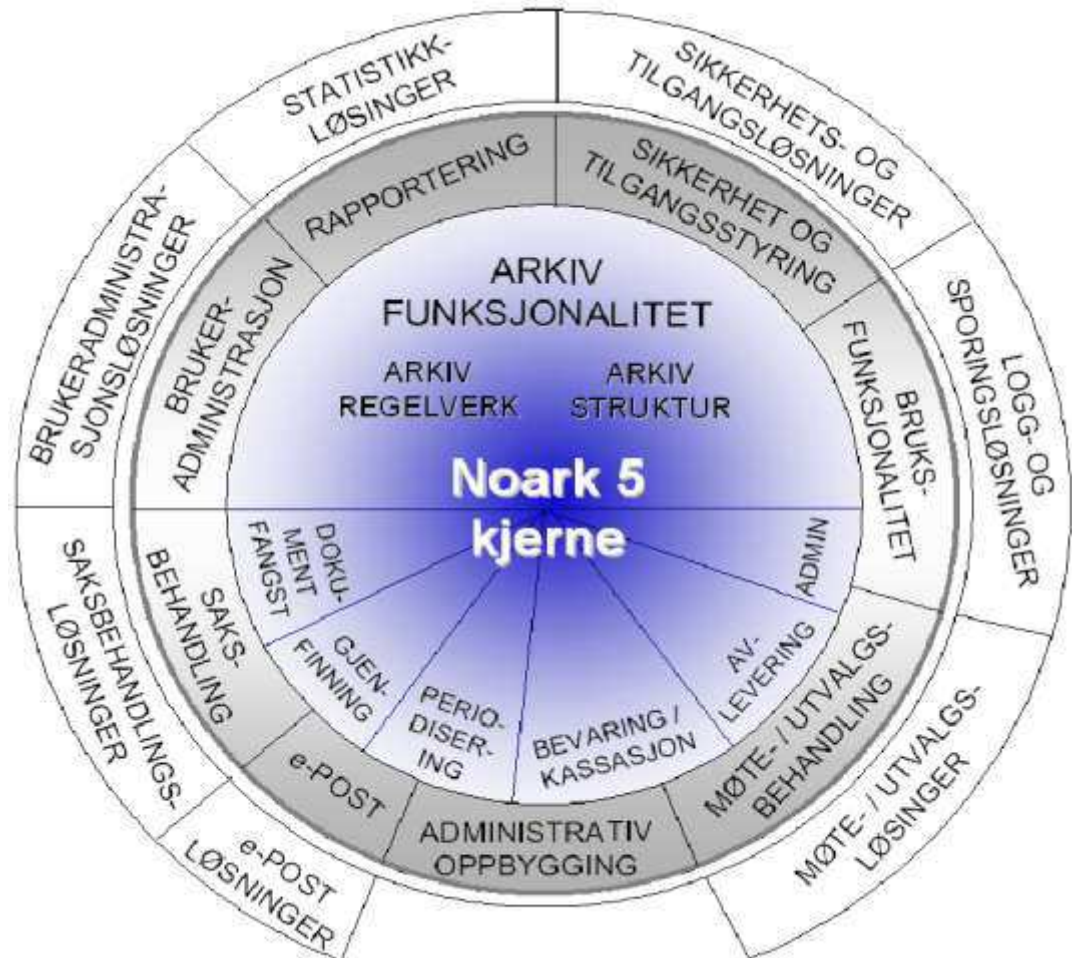 STATISTIKK-
LØSINGER
SIKKERHETS- OG
TILGANGSLØSNINGER
LOGG- OG
SPORINGSLØSNINGER
MØTE- / UTVALGS-
LØSINGER
e-POST
LØSNINGER
SAKSBEHANDLINGS-
LØSNINGER
BRUKERADMINISTRA-
SJONSLØSNINGER
RAPPORTERING
SIKKERHET OG
TILGANGSSTYRING
BRUKS-
FUNKSJONALITET
MØTE- / UTVALGS-
BEHANDLING
ADMINISTRATIV
OPPBYGGING
e-POST
SAKS-
BEHANDLING
BRUKER-
ADMINISTRASJON
ARKIV
FUNKSJONALITET
ARKIV
REGELVERK
ARKIV
STRUKTUR
Noark 5
kjerne
DOKU-
MENT
FANGST
GJEN-
FINNING
PERIO-
DISER-
ING
BEVARING /
KASSASJON
AV-
LEVERING
ADMIN